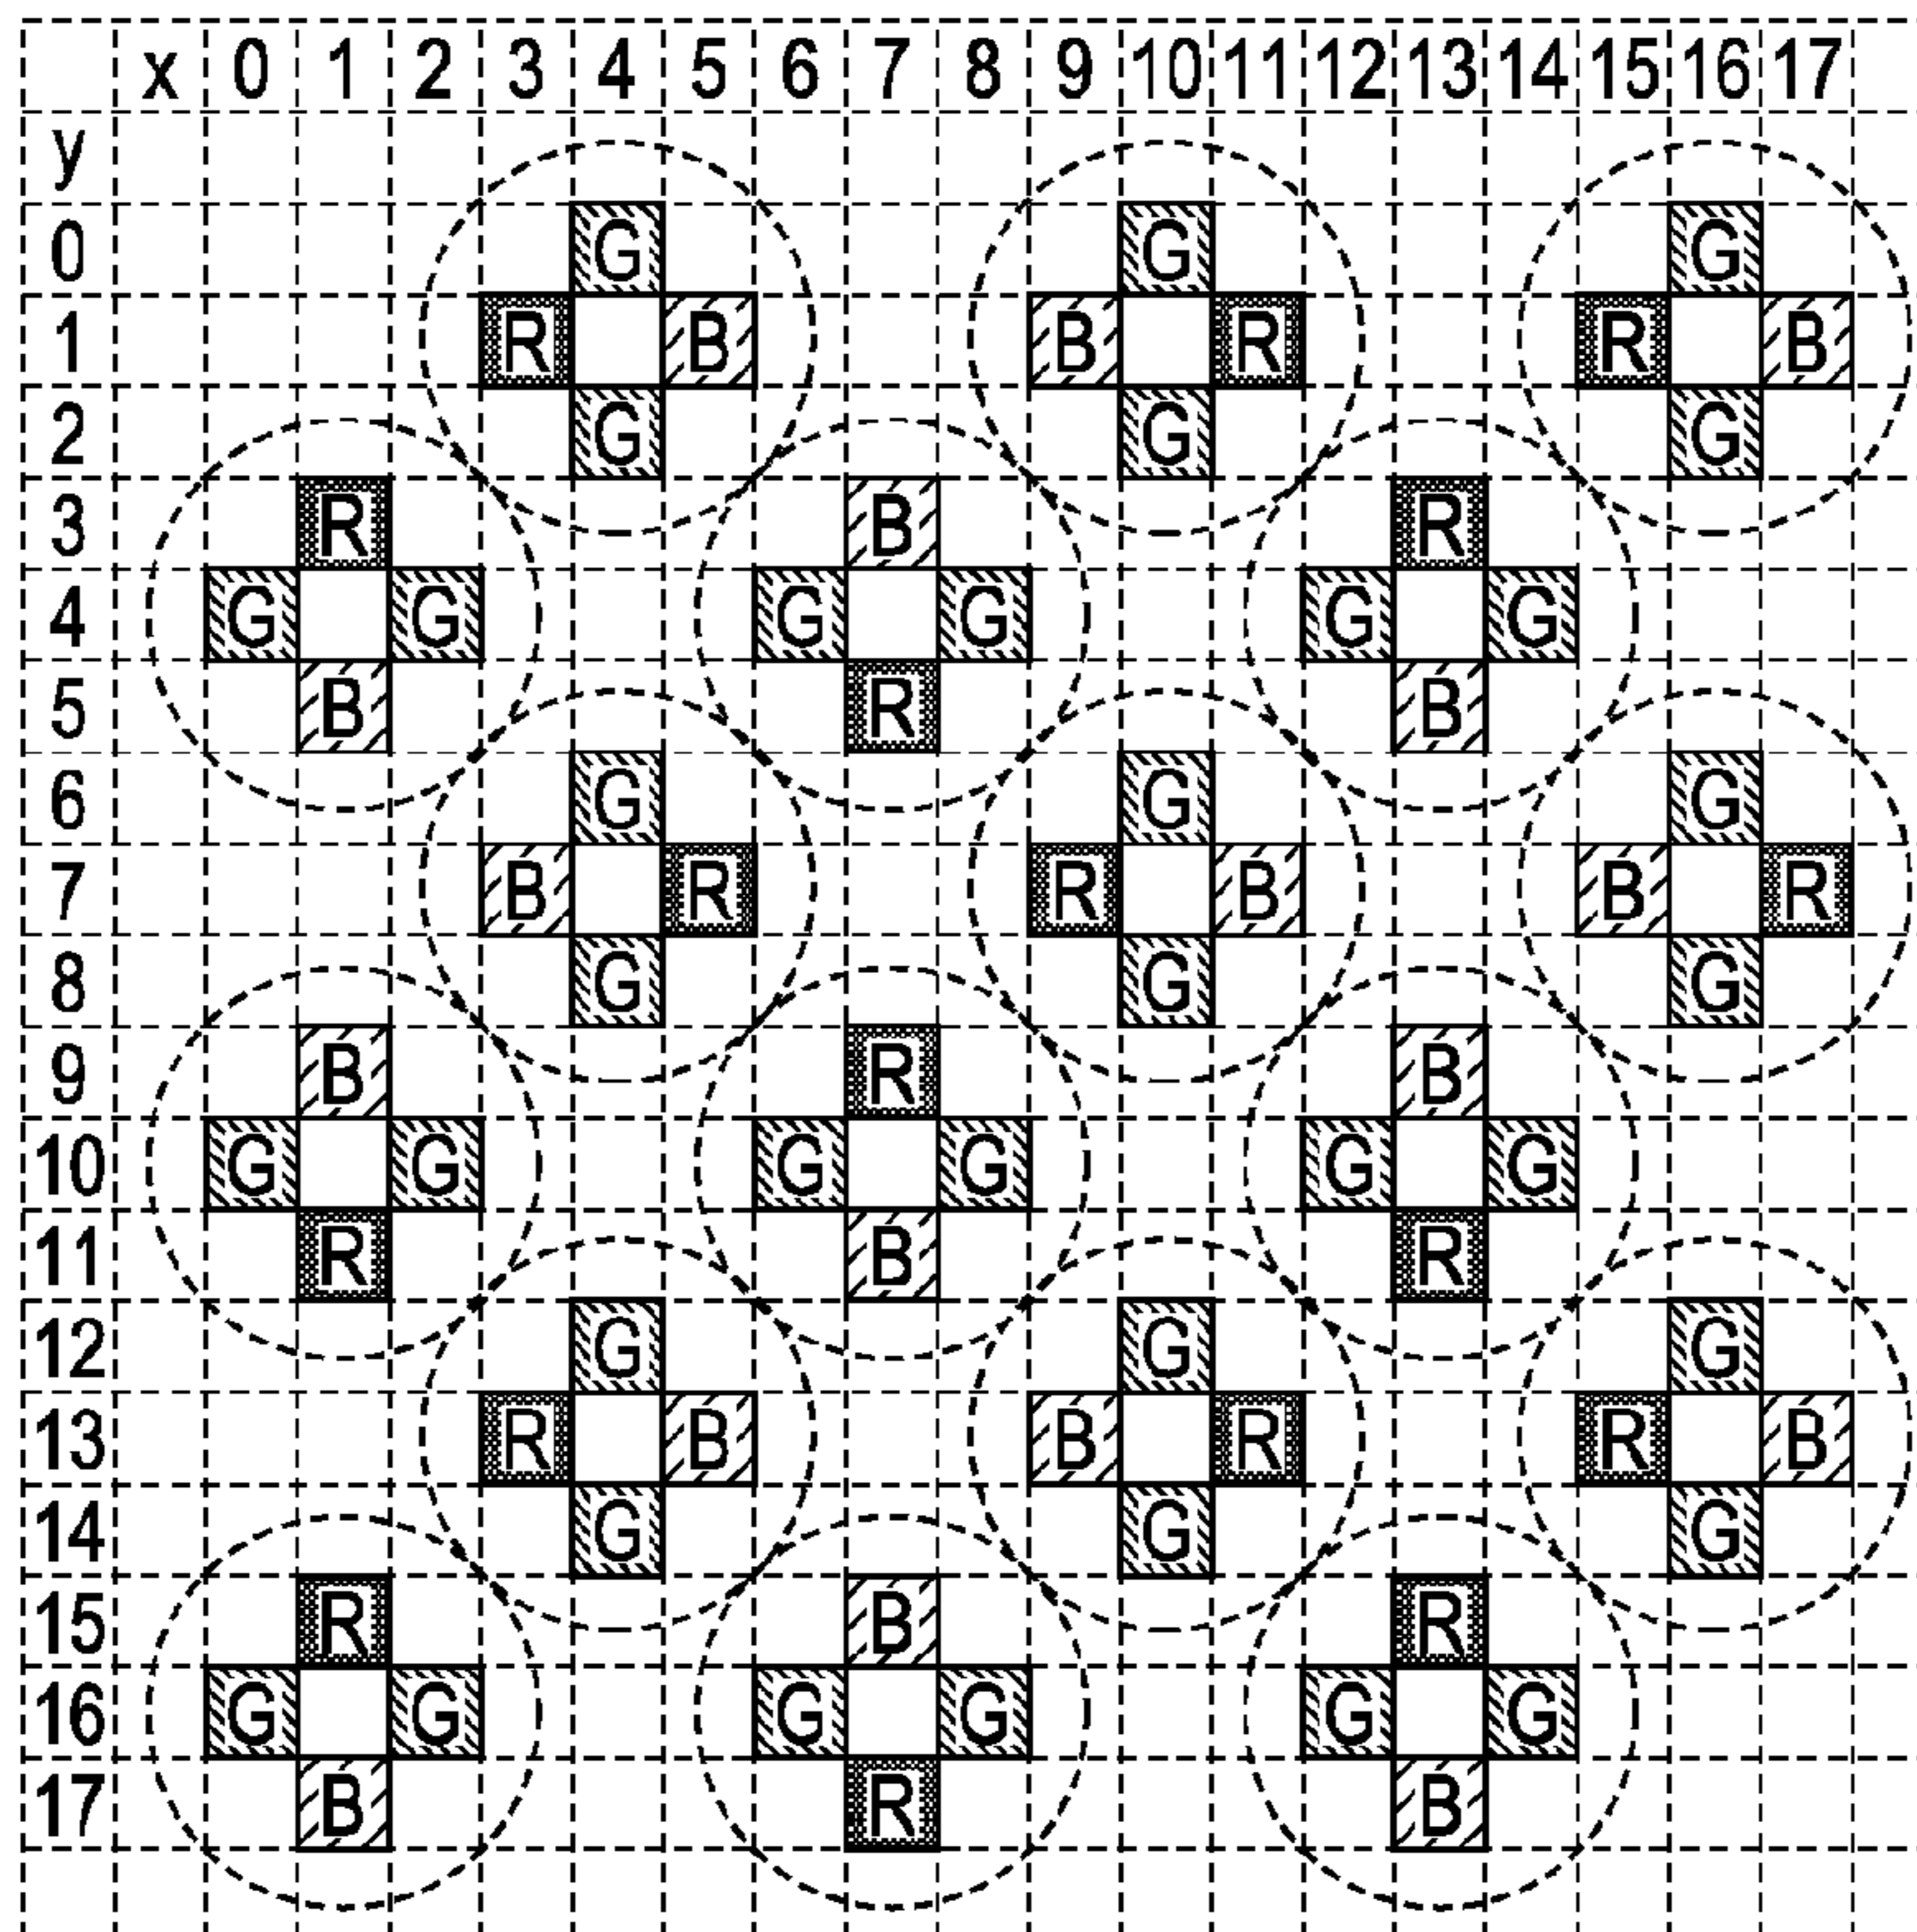 x 0 1 2 3 4 5 6 7 8 9 10 11 12 13 14 15 16 17
y
0 G G G
1 R B B R R B
2 G G G
3 R B R
4 G G G G G G
5 B R B
6 G G G
7 B R R B B R
8 G G G
9 B R B
10 G G G G G G
11 R B R
12 G G G
13 R B B R R B
14 G G G
15 R B R
16 G G G G G G
17 B R B